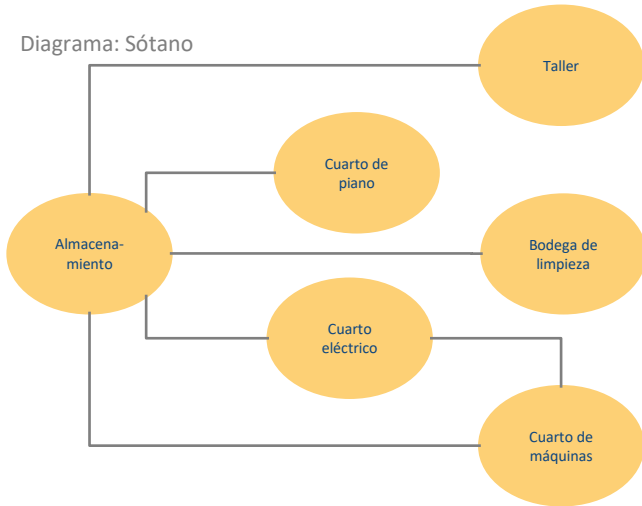 Diagrama: Sótano
Taller
Cuarto de
piano
Almacena-
miento
Bodega de
limpieza
Cuarto
eléctrico
Cuarto de
máquinas